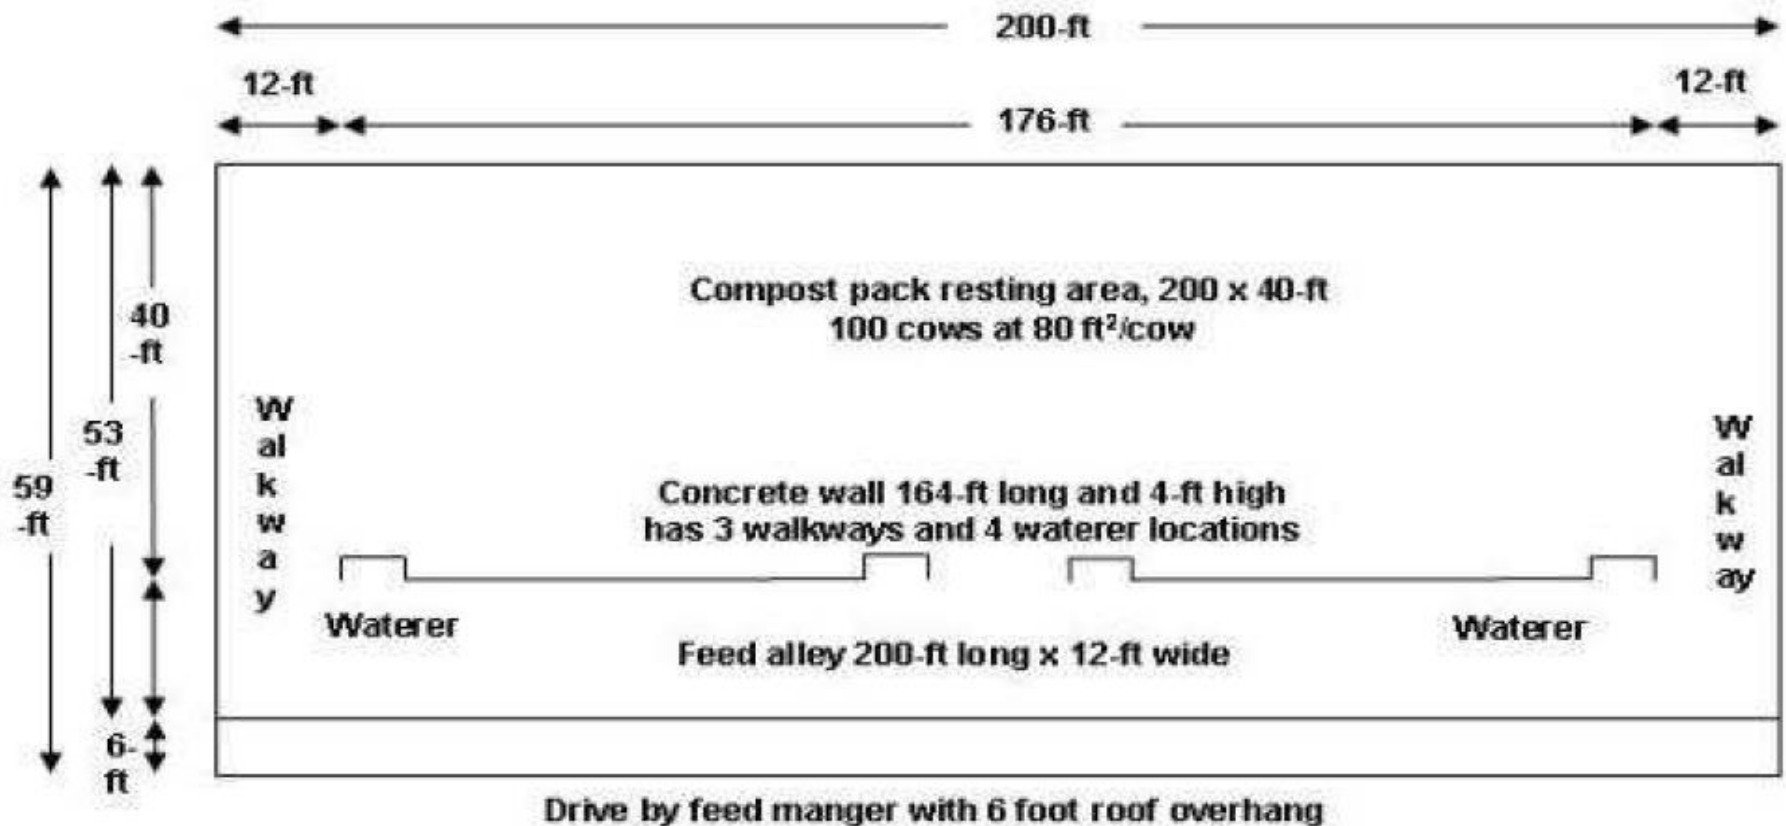 200-ft
12-ft
12-ft
176-ft
Compost pack resting area, 200 x 40-ft
100 cows at 80 ft²/cow
40
-ft
53
-ft
59
-ft
Walkway
Walkway
Concrete wall 164-ft long and 4-ft high
has 3 walkways and 4 waterer locations
Waterer
Waterer
Feed alley 200-ft long x 12-ft wide
6-
ft
Drive by feed manger with 6 foot roof overhang